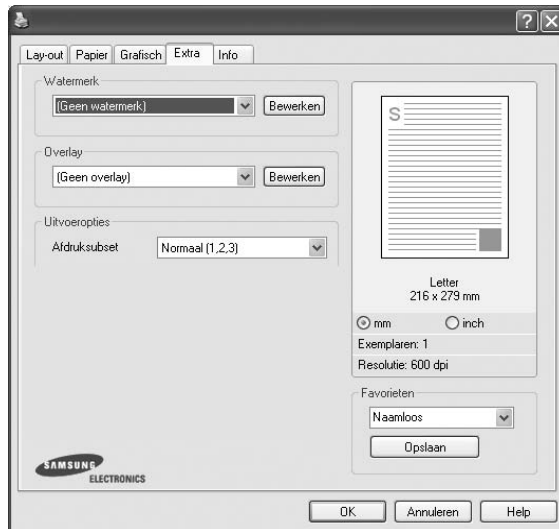 Lay-out Papier Grafisch Extra Info
Watermerk
(Geen watermerk) Bewerken
Overlay
(Geen overlay) Bewerken
Uitvoeropties
Afdruksubset Normaal (1,2,3)
S
Letter
216 x 279 mm
mm inch
Exemplaren: 1
Resolutie: 600 dpi
Favorieten
Naamloos
Opslaan
SAMSUNG
ELECTRONICS
OK Annuleren Help